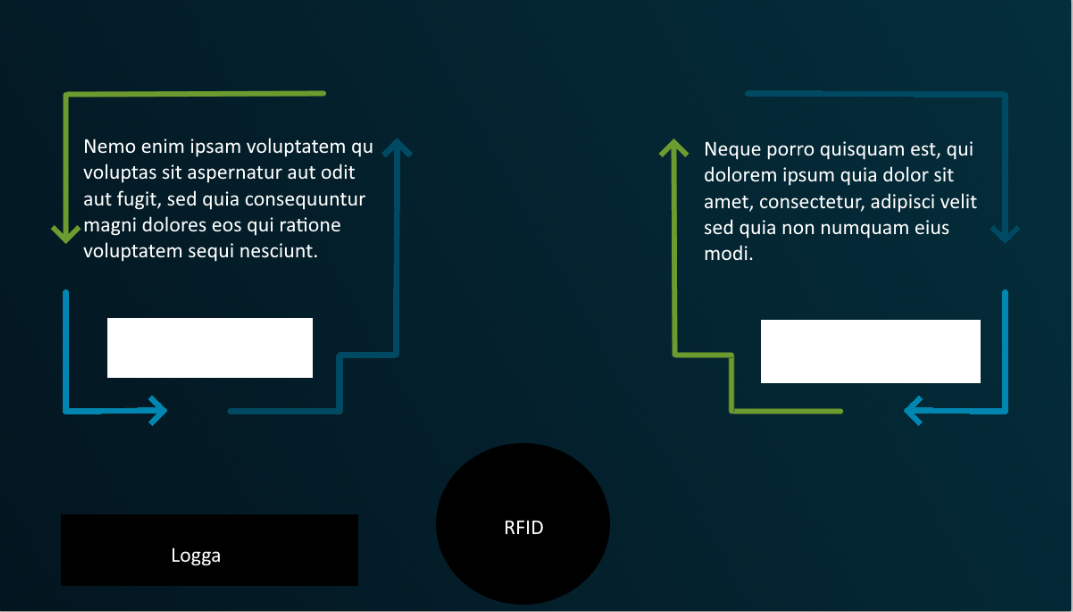 Nemo enim ipsam voluptatem qu
voluptas sit aspernatur aut odit
aut fugit, sed quia consequuntur
magni dolores eos qui ratione
voluptatem sequi nesciunt.
Neque porro quisquam est, qui
dolorem ipsum quia dolor sit
amet, consectetur, adipisci velit
sed quia non numquam eius
modi.
RFID
Logga